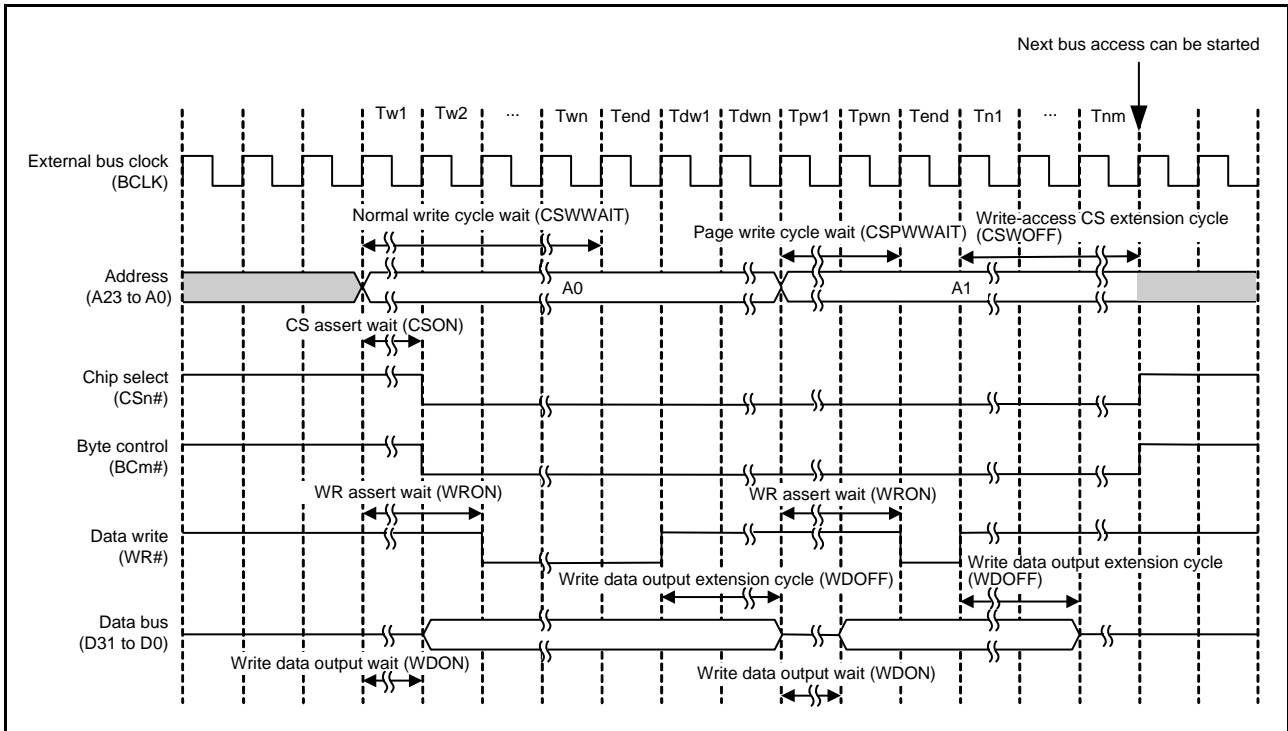 Next bus access can be started
Tw1 Tw2 ... Twn Tend Tdw1 Tdwn Tpw1 Tpwn Tend Tn1 ... Tnm
External bus clock
(BCLK)
Normal write cycle wait (CSWWAIT)
Page write cycle wait (CSPWWAIT)
Write-access CS extension cycle
(CSWOFF)
Address
(A23 to A0)
A0
A1
CS assert wait (CSON)
Chip select
(CSn#)
Byte control
(BCm#)
WR assert wait (WRON)
WR assert wait (WRON)
Data write
(WR#)
Write data output extension cycle (WDOFF)
Write data output extension cycle
(WDOFF)
Data bus
(D31 to D0)
Write data output wait (WDON)
Write data output wait (WDON)